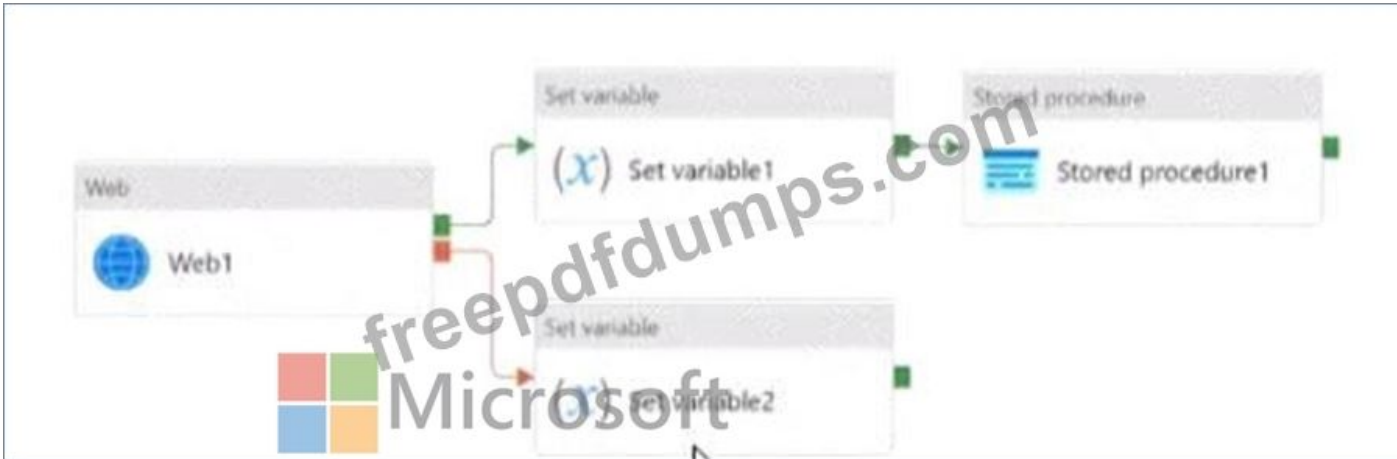 Set variable
Stored procedure
(x) Set variable1
Stored procedure1
Web
Web1
Set variable
(x) Set variable2
freepdfdumps.com
Microsoft